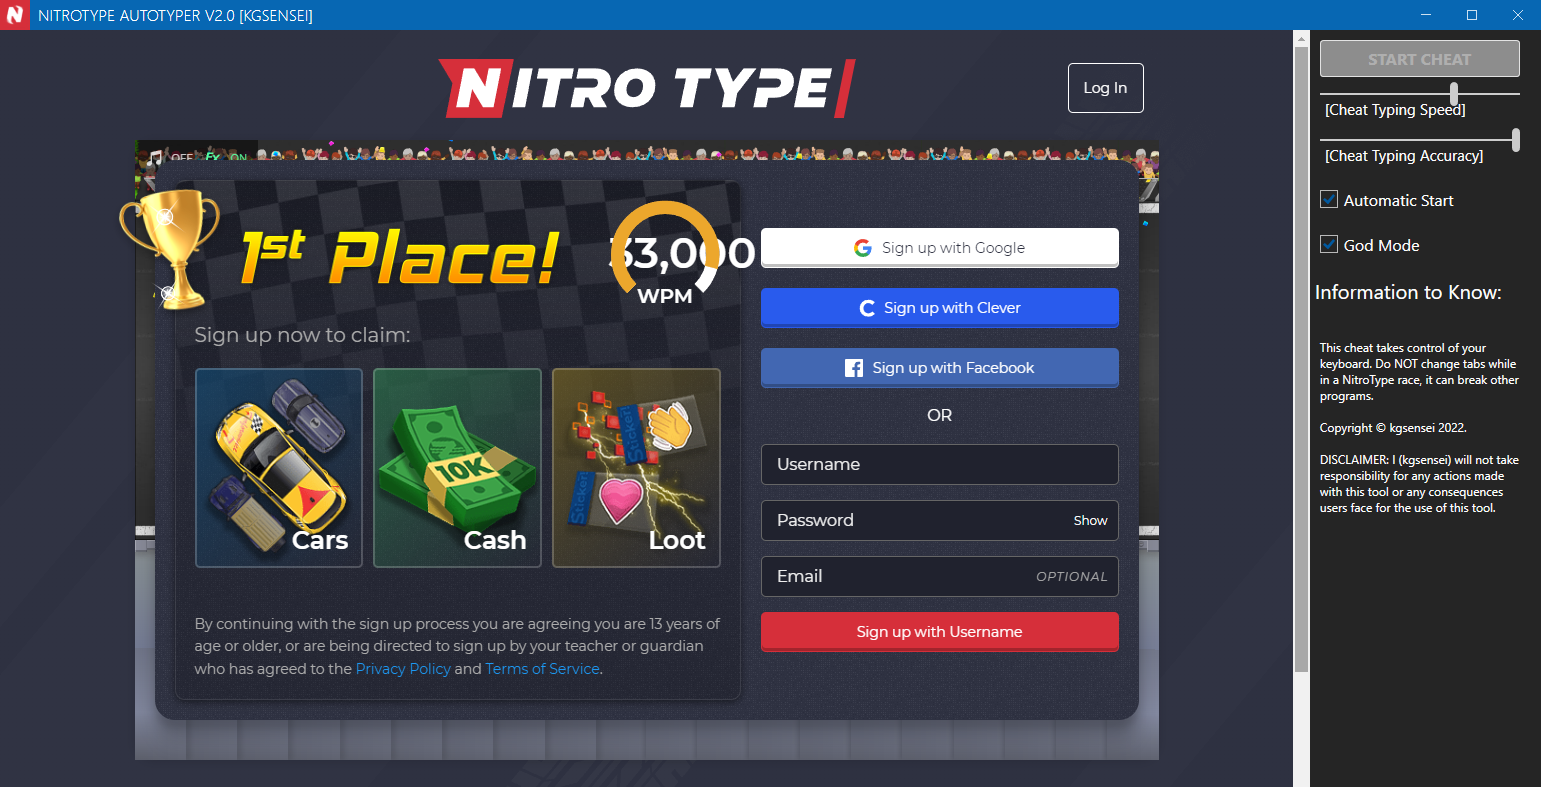 NITROTYPE AUTOTYPER V2.0 [KGSENSEI]
NITRO TYPE
Log In
OFF Fx ON
1st Place!
33,000
WPM
Sign up now to claim:
Sticker
Sticker
10K
Cars
Cash
Loot
By continuing with the sign up process you are agreeing you are 13 years of
age or older, or are being directed to sign up by your teacher or guardian
who has agreed to the Privacy Policy and Terms of Service.
Sign up with Google
Sign up with Clever
Sign up with Facebook
OR
Username
Password Show
Email OPTIONAL
Sign up with Username
START CHEAT
[Cheat Typing Speed]
[Cheat Typing Accuracy]
Automatic Start
God Mode
Information to Know:
This cheat takes control of your
keyboard. Do NOT change tabs while
in a NitroType race, it can break other
programs.
Copyright © kgsensei 2022.
DISCLAIMER: I (kgsensei) will not take
responsibility for any actions made
with this tool or any consequences
users face for the use of this tool.